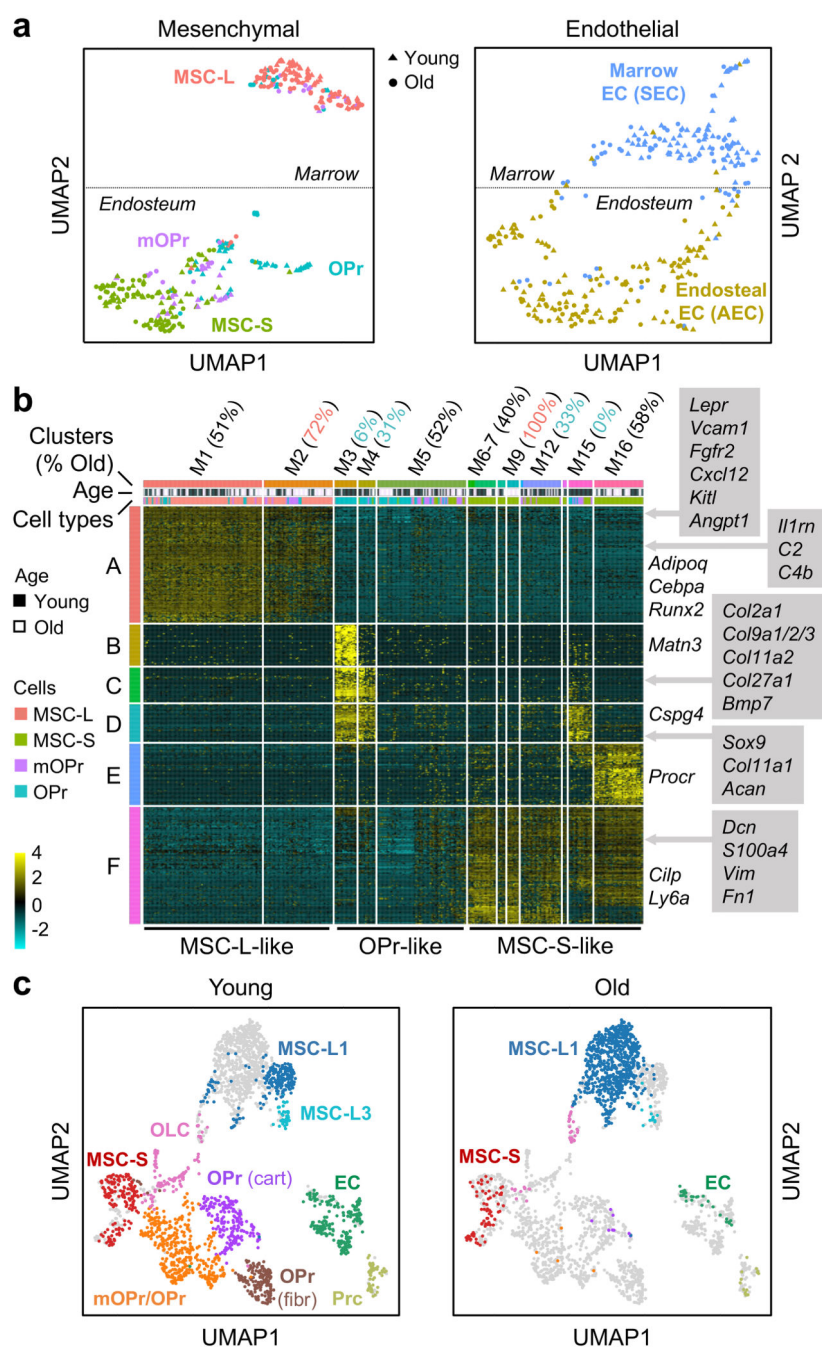 a
Mesenchymal
Endothelial
MSC-L
Young
Old
Marrow
EC (SEC)
Marrow
Endosteum
Marrow
Endosteum
mOPr
OPr
MSC-S
Endosteal
EC (AEC)
UMAP2
UMAP 2
UMAP1
UMAP1
b
Clusters
(% Old)
M1 (51%)
M2 (72%)
M3 (6%)
M4 (31%)
M5 (52%)
M6-7 (40%)
M9 (100%)
M12 (33%)
M15 (0%)
M16 (58%)
Age
Cell types
Age
Young
Old
Cells
MSC-L
MSC-S
mOPr
OPr
4
2
0
-2
A
B
C
D
E
F
Lepr
Vcam1
Fgfr2
Cxcl12
Kitl
Angpt1
Il1rn
C2
C4b
Adipoq
Cebpa
Runx2
Matn3
Col2a1
Col9a1/2/3
Col11a2
Col27a1
Bmp7
Cspg4
Sox9
Col11a1
Acan
Procr
Dcn
S100a4
Vim
Fn1
Cilp
Ly6a
MSC-L-like
OPr-like
MSC-S-like
c
Young
Old
MSC-L1
MSC-L3
OLC
MSC-S
OPr (cart)
EC
mOPr/OPr
OPr
(fibr)
Prc
UMAP2
UMAP1
MSC-L1
MSC-S
EC
UMAP2
UMAP1